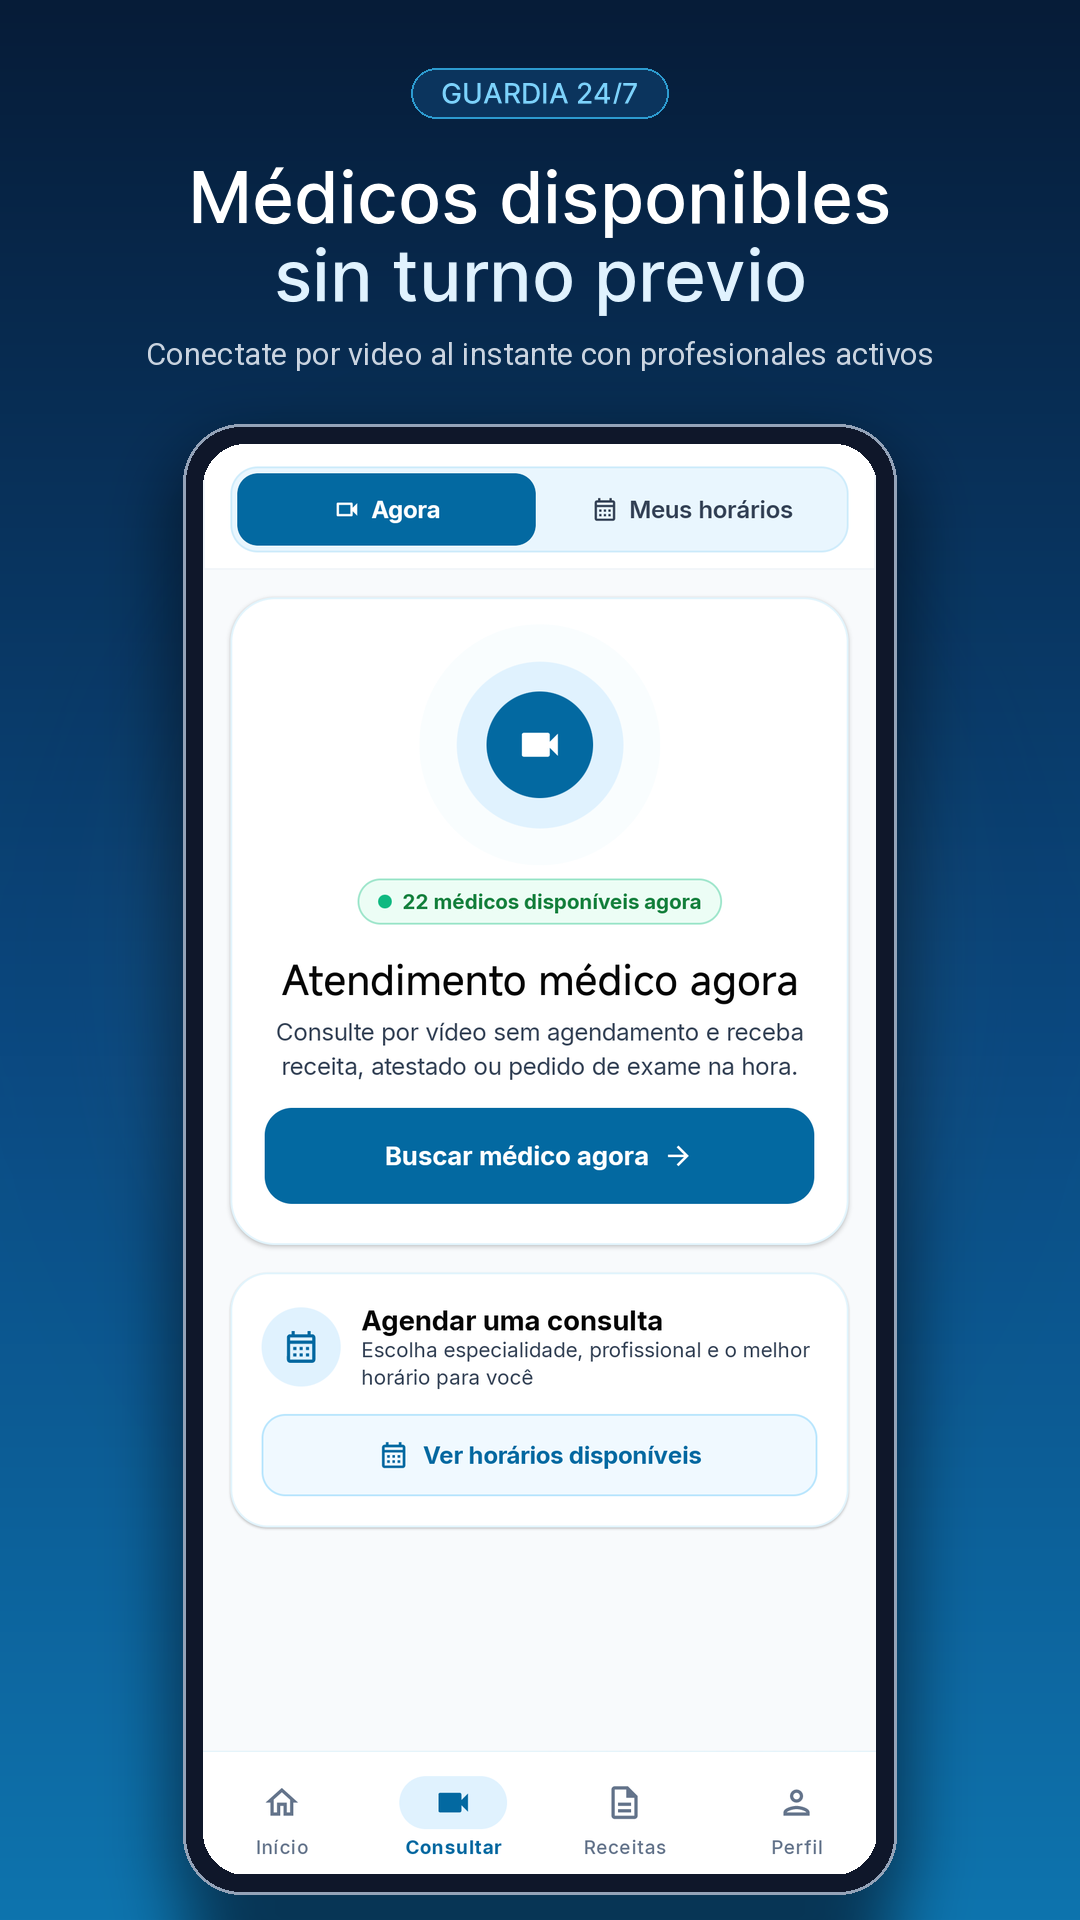 GUARDIA 24/7
Médicos disponibles
sin turno previo
Conectate por video al instante con profesionales activos
Agora
Meus horários
22 médicos disponíveis agora
Atendimento médico agora
Consulte por vídeo sem agendamento e receba
receita, atestado ou pedido de exame na hora.
Buscar médico agora →
Agendar uma consulta
Escolha especialidade, profissional e o melhor
horário para você
Ver horários disponíveis
Início
Consultar
Receitas
Perfil